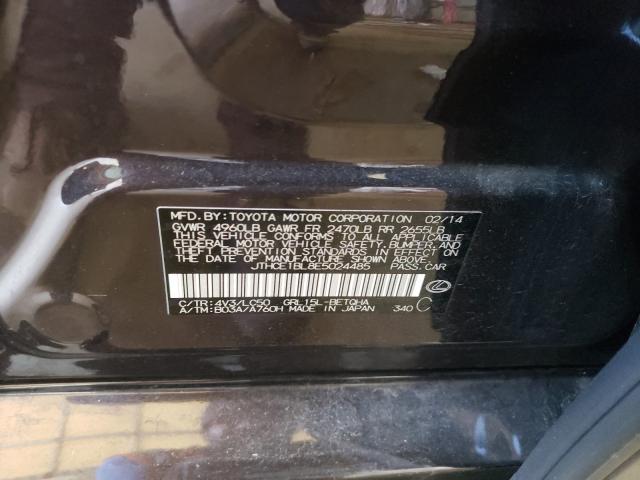 MFD. BY: TOYOTA MOTOR CORPORATION 02/14
GVWR 4960LB GAWR FR 2470LB RR 2655LB
THIS VEHICLE CONFORMS TO ALL APPLICABLE
FEDERAL MOTOR VEHICLE SAFETY, BUMPER, AND
THEFT PREVENTION STANDARDS IN EFFECT ON
THE DATE OF MANUFACTURE SHOWN ABOVE.
JTHCE1BL8E5024485 PASS. CAR
C/TR: 4V3/LC50 GRL15L-BETQHA
A/TM: B03A/A760H MADE IN JAPAN 340 C